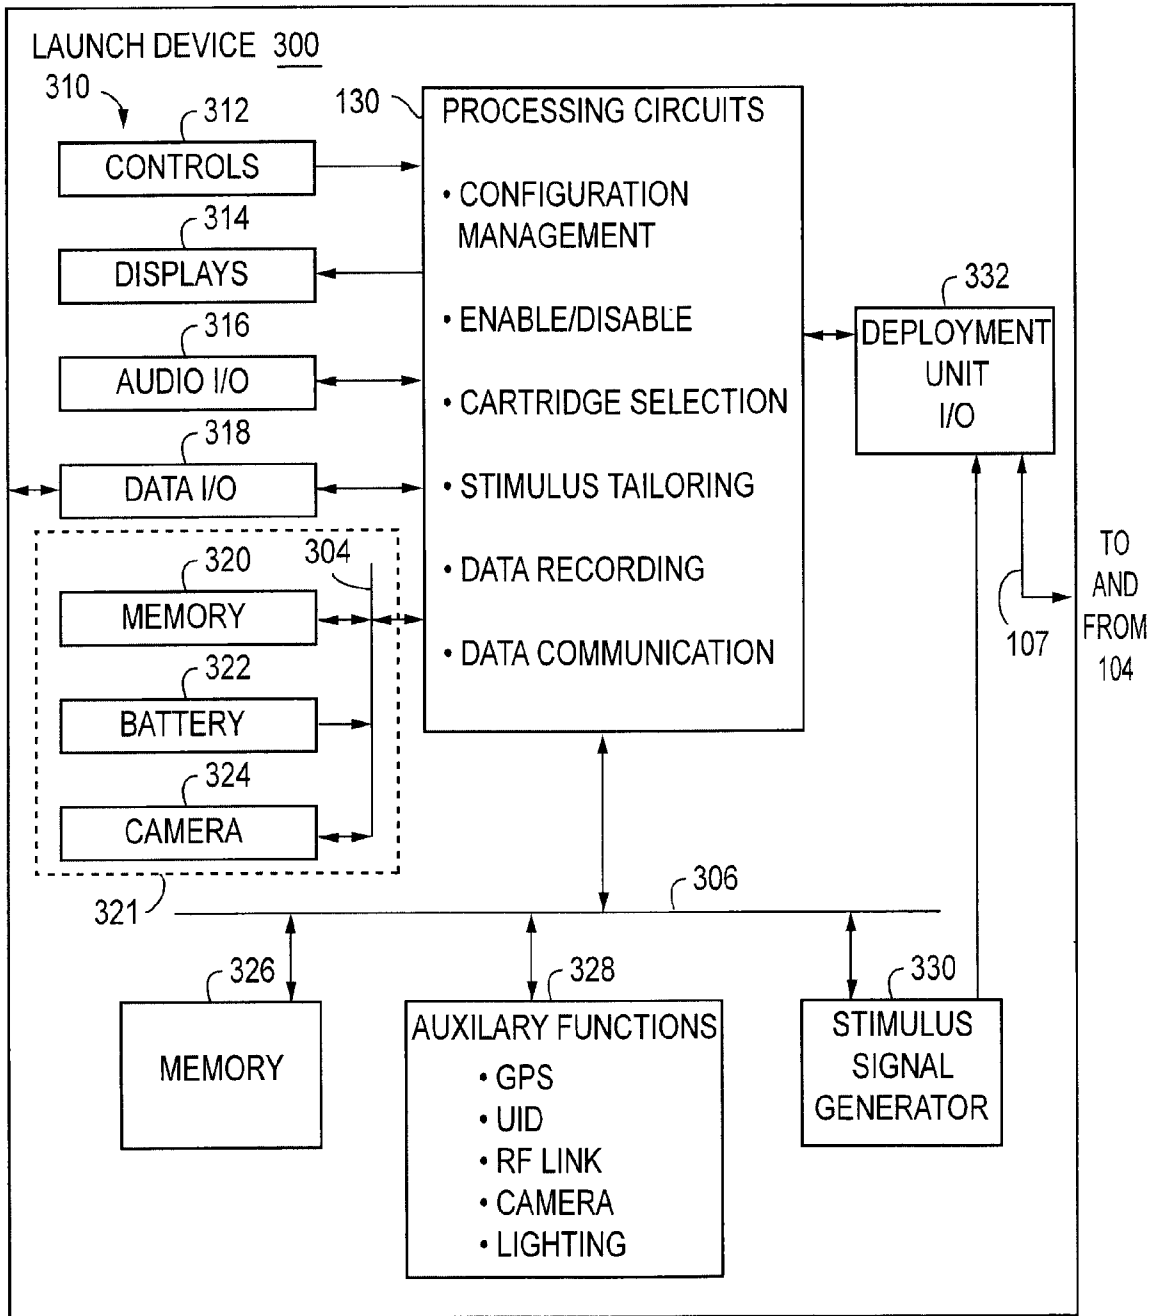 LAUNCH DEVICE 300
310
312
CONTROLS
314
DISPLAYS
316
AUDIO I/O
318
DATA I/O
304
320
MEMORY
322
BATTERY
324
CAMERA
321
130
PROCESSING CIRCUITS
• CONFIGURATION
MANAGEMENT
• ENABLE/DISABLE
• CARTRIDGE SELECTION
• STIMULUS TAILORING
• DATA RECORDING
• DATA COMMUNICATION
332
DEPLOYMENT
UNIT
I/O
107
TO
AND
FROM
104
306
326
MEMORY
328
AUXILARY FUNCTIONS
• GPS
• UID
• RF LINK
• CAMERA
• LIGHTING
330
STIMULUS
SIGNAL
GENERATOR